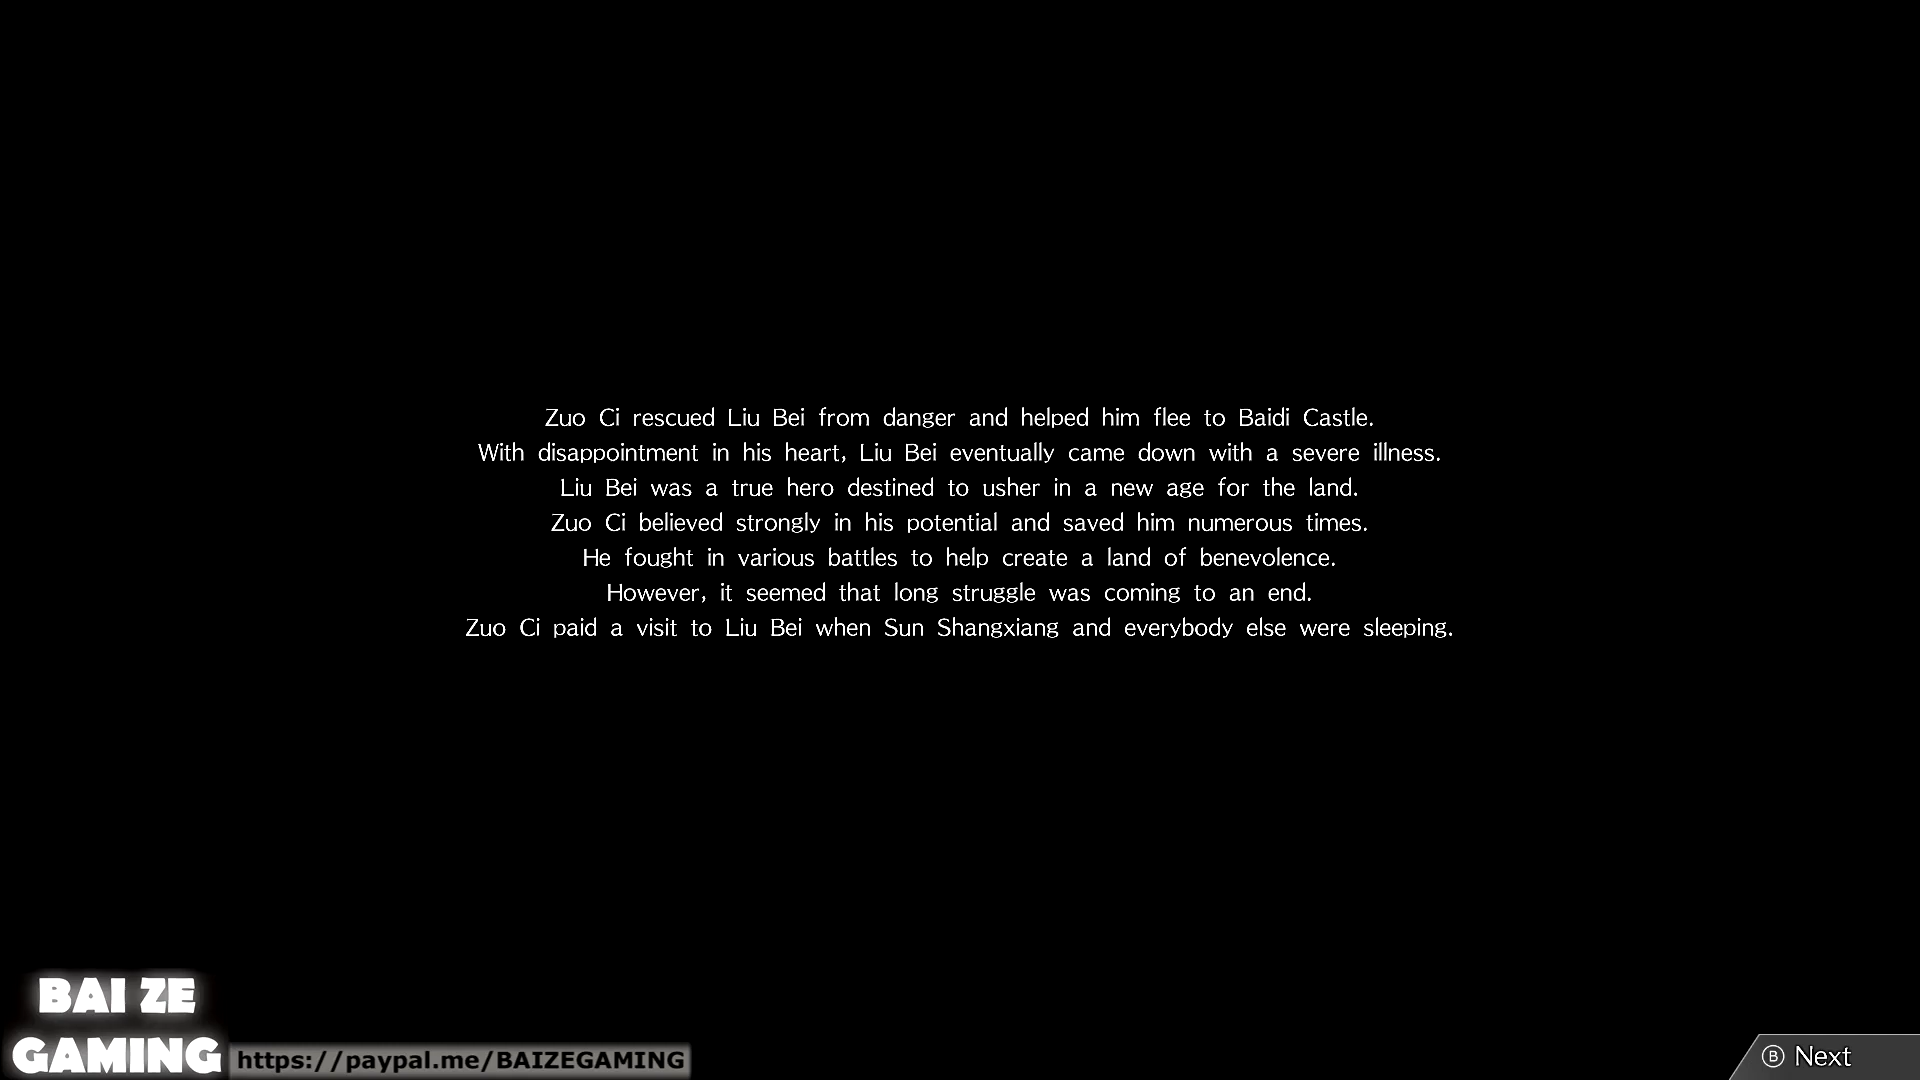 Zuo Ci rescued Liu Bei from danger and helped him flee to Baidi Castle.
With disappointment in his heart, Liu Bei eventually came down with a severe illness.
Liu Bei was a true hero destined to usher in a new age for the land.
Zuo Ci believed strongly in his potential and saved him numerous times.
He fought in various battles to help create a land of benevolence.
However, it seemed that long struggle was coming to an end.
Zuo Ci paid a visit to Liu Bei when Sun Shangxiang and everybody else were sleeping.
BAI ZE
GAMING
https://paypal.me/BAIZEGAMING
B Next